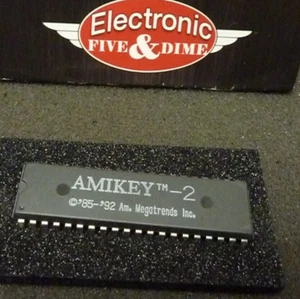 Electronic
FIVE & DIME
AMIKEY™-2
©'85-'92 Am. Megatrends Inc.